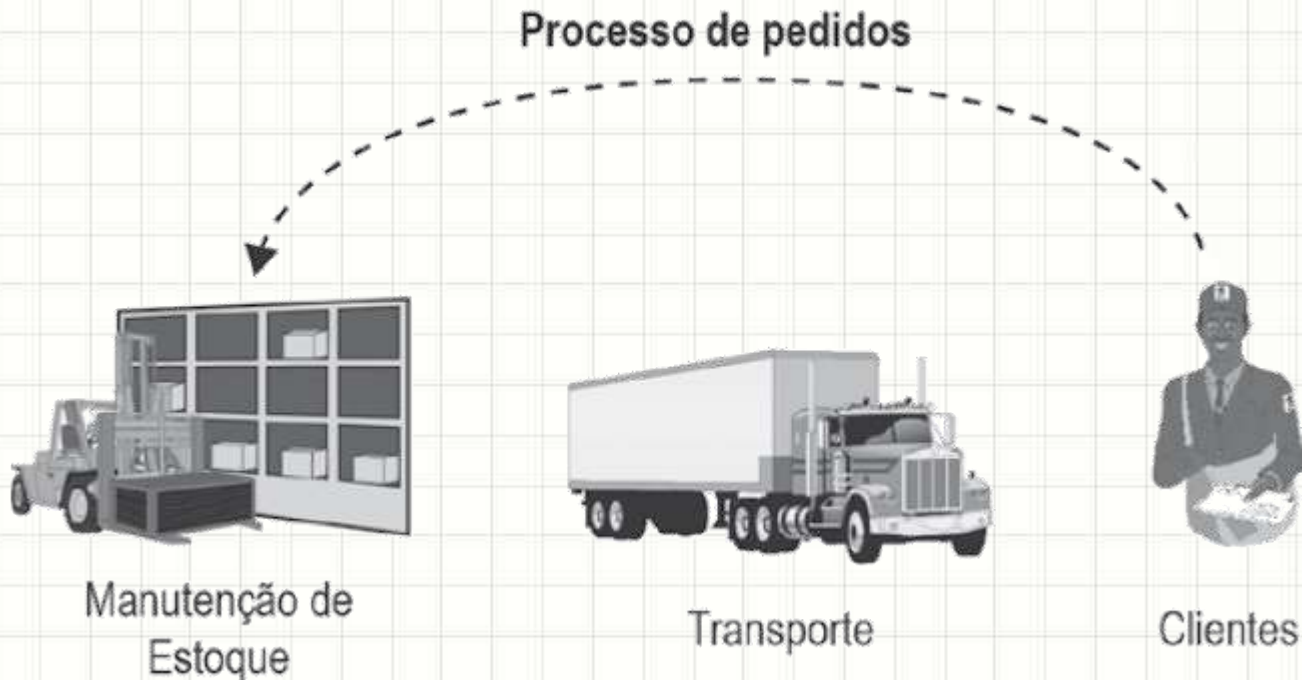 Processo de pedidos
Manutenção de
Estoque
Transporte
Clientes